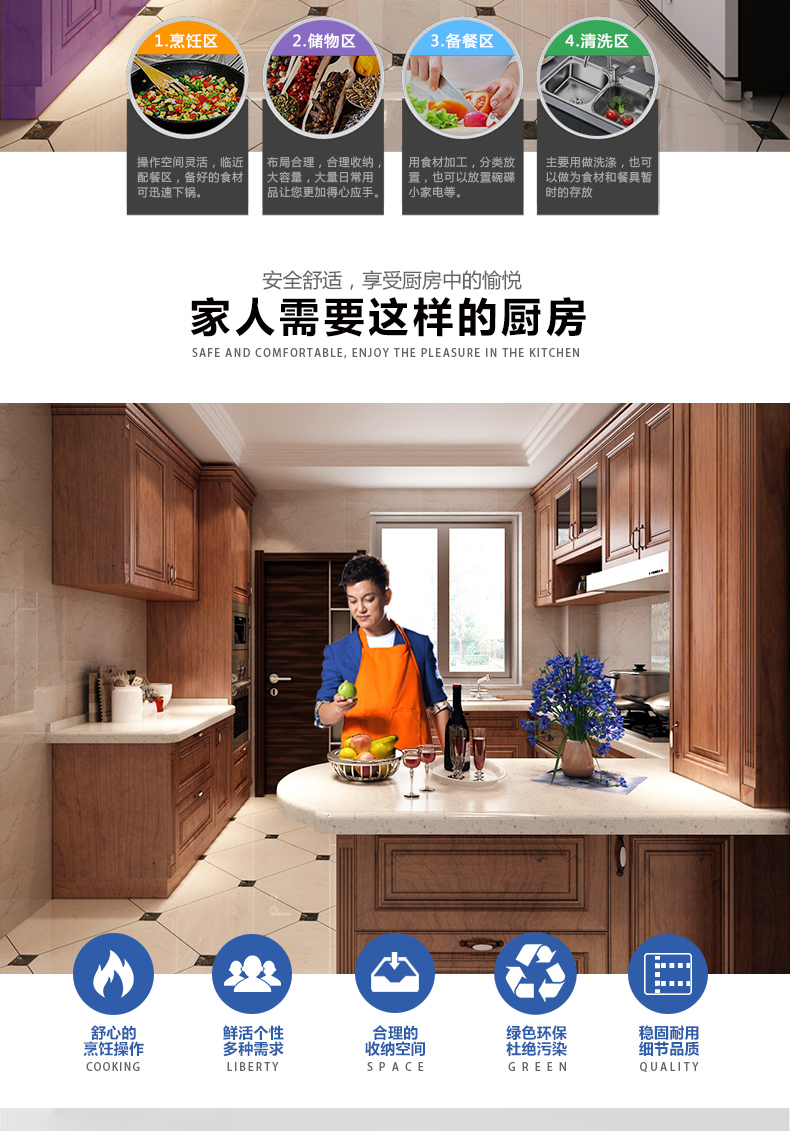 1.烹饪区
2.储物区
3.备餐区
4.清洗区
操作空间灵活，临近
配餐区，备好的食材
可迅速下锅。
布局合理，合理收纳，
大容量，大量日常用
品让您更加得心应手。
用食材加工，分类放
置，也可以放置碗碟
小家电等。
主要用做洗涤，也可
以做为食材和餐具暂
时的存放
安全舒适，享受厨房中的愉悦
家人需要这样的厨房
SAFE AND COMFORTABLE, ENJOY THE PLEASURE IN THE KITCHEN
舒心的
烹饪操作
COOKING
鲜活个性
多种需求
LIBERTY
合理的
收纳空间
SPACE
绿色环保
杜绝污染
GREEN
稳固耐用
细节品质
QUALITY